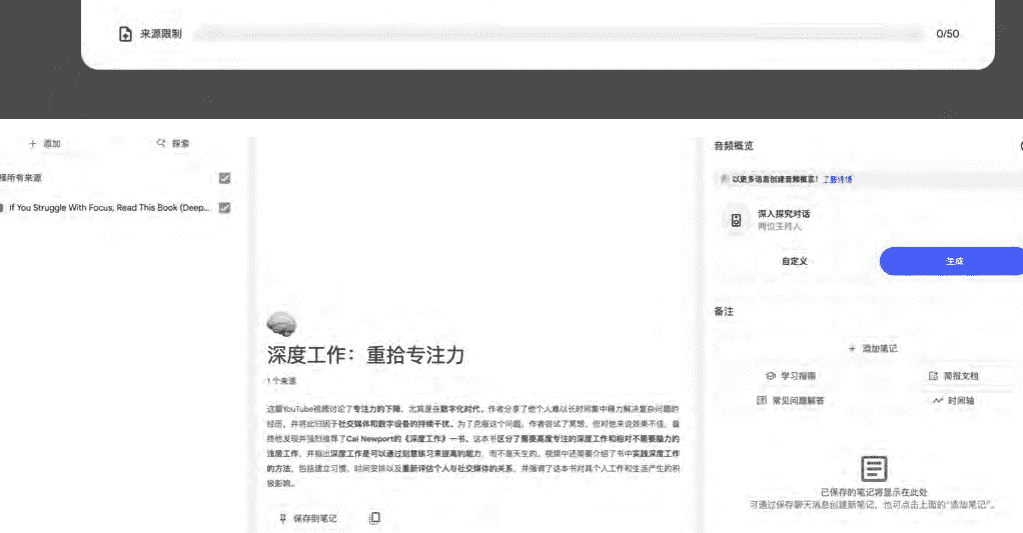 来源限制
0/50
+ 添加
探索
择所有来源
If You Struggle With Focus, Read This Book (Deep...
深度工作：重拾专注力
1 个来源
这篇YouTube视频讨论了专注力的下降，尤其是在数字化时代。作者分享了他个人难以长时间集中精力解决复杂问题的
经历，并将此归因于社交媒体和数字设备的持续干扰。为了克服这个问题，作者尝试了冥想，但对他来说效果不佳，最
终他发现并强烈推荐了Cal Newport的《深度工作》一书。这本书区分了需要高度专注的深度工作和相对不需要脑力的
浅层工作，并指出深度工作是可以通过刻意练习来提高的能力，而不是天生的。视频中还简要介绍了书中实践深度工作
的方法，包括建立习惯、时间安排以及重新评估个人与社交媒体的关系，并强调了这本书对其个人工作和生活产生的积
极影响。
保存到笔记
音频概览
以更多语言创建音频概览！了解详情
深入探究对话
两位主持人
自定义
生成
备注
+ 添加笔记
学习指南
简报文档
常见问题解答
时间轴
已保存的笔记将显示在此处
可通过保存聊天消息创建新笔记，也可点击上面的“添加笔记”。